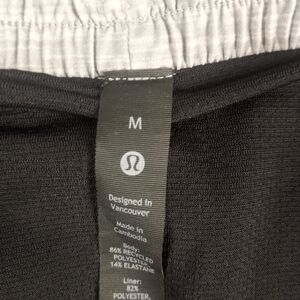 M
Designed in
Vancouver
Made in
Cambodia
Body:
86% RECYCLED
POLYESTER,
14% ELASTANE
Liner:
82%
POLYESTER,